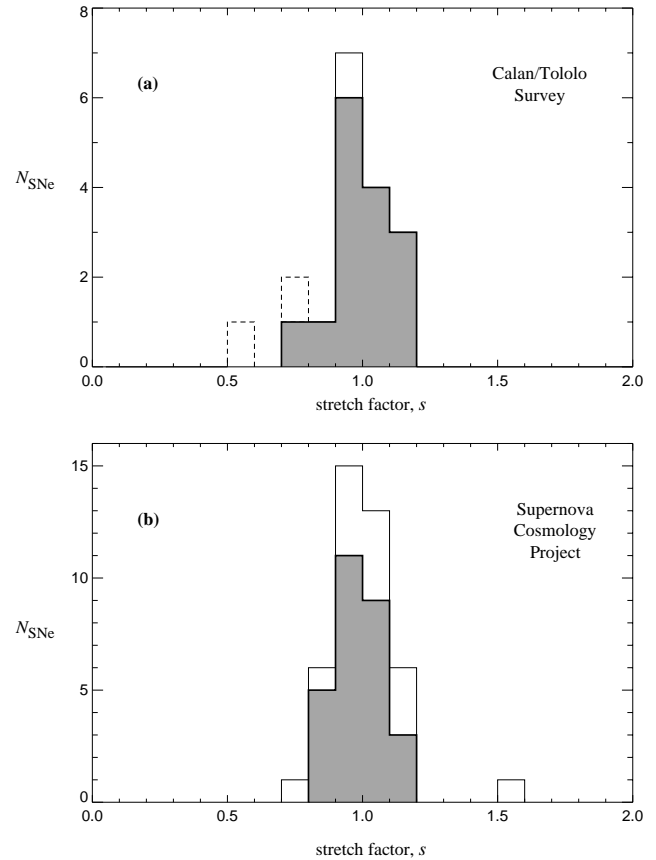 8
6
4
2
0
N_SNe
(a)
Calan/Tololo
Survey
0.0 0.5 1.0 1.5 2.0
stretch factor, s
15
10
5
0
N_SNe
(b)
Supernova
Cosmology
Project
0.0 0.5 1.0 1.5 2.0
stretch factor, s